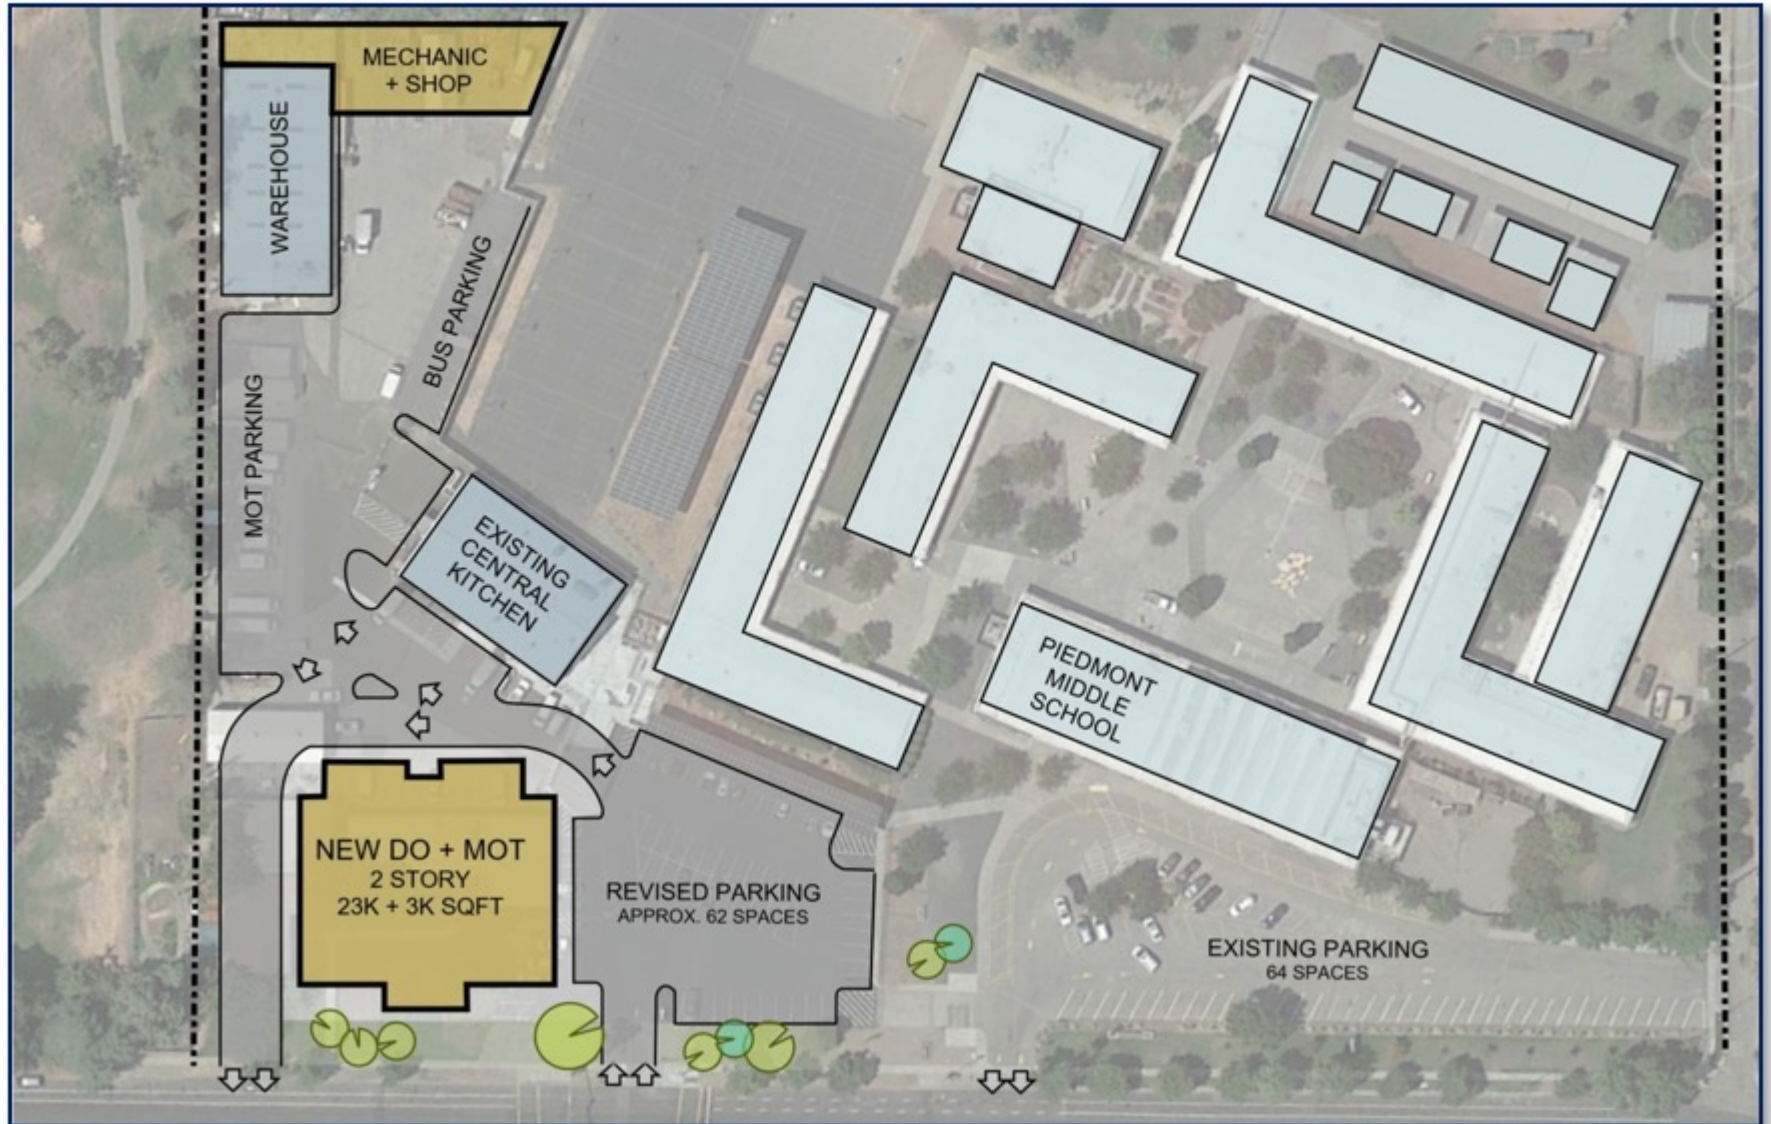 MECHANIC
+ SHOP
WAREHOUSE
BUS PARKING
MOT PARKING
EXISTING
CENTRAL
KITCHEN
PIEDMONT
MIDDLE
SCHOOL
NEW DO + MOT
2 STORY
23K + 3K SQFT
REVISED PARKING
APPROX. 62 SPACES
EXISTING PARKING
64 SPACES